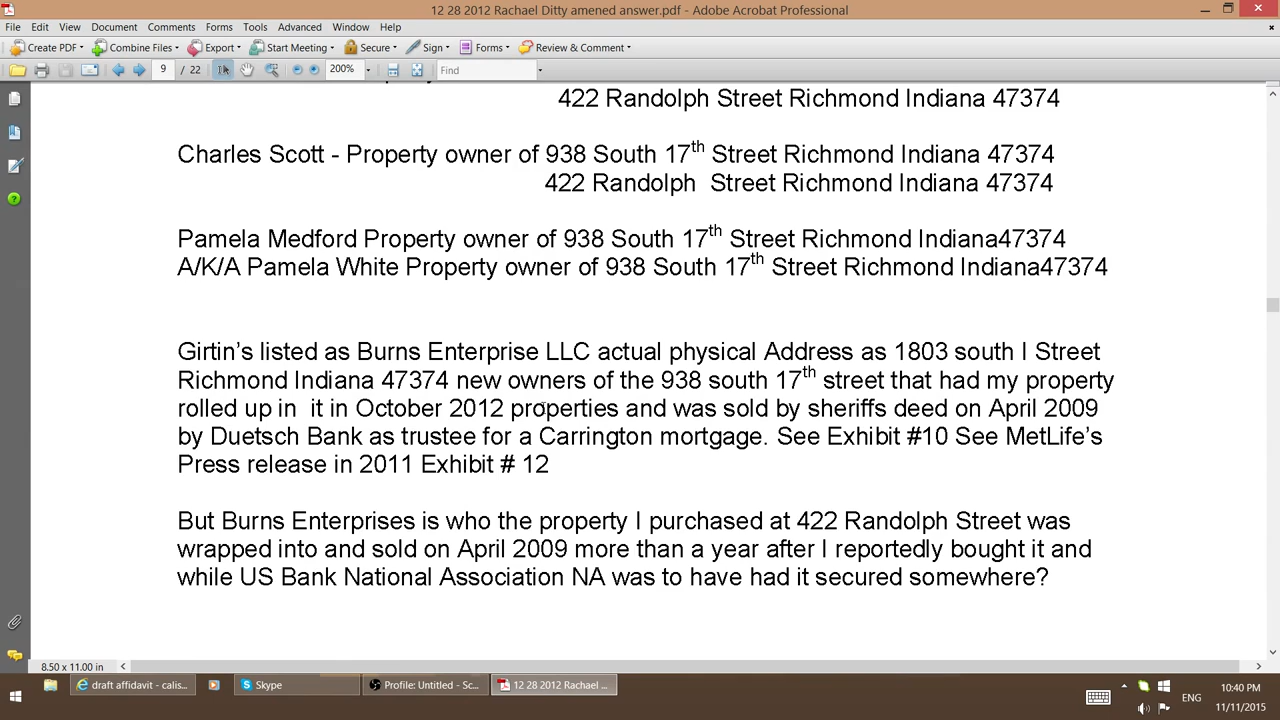 12 28 2012 Rachael Ditty amened answer.pdf - Adobe Acrobat Professional
File Edit View Document Comments Forms Tools Advanced Window Help
Create PDF Combine Files Export Start Meeting Secure Sign Forms Review & Comment
9 / 22 200% Find
422 Randolph Street Richmond Indiana 47374
Charles Scott - Property owner of 938 South 17th Street Richmond Indiana 47374
422 Randolph Street Richmond Indiana 47374
Pamela Medford Property owner of 938 South 17th Street Richmond Indiana47374
A/K/A Pamela White Property owner of 938 South 17th Street Richmond Indiana47374
Girtin's listed as Burns Enterprise LLC actual physical Address as 1803 south I Street
Richmond Indiana 47374 new owners of the 938 south 17th street that had my property
rolled up in it in October 2012 properties and was sold by sheriffs deed on April 2009
by Duetsch Bank as trustee for a Carrington mortgage. See Exhibit #10 See MetLife's
Press release in 2011 Exhibit # 12
But Burns Enterprises is who the property I purchased at 422 Randolph Street was
wrapped into and sold on April 2009 more than a year after I reportedly bought it and
while US Bank National Association NA was to have had it secured somewhere?
8.50 x 11.00 in
draft affidavit - calis... Skype Profile: Untitled - Sc... 12 28 2012 Rachael ... ENG 10:40 PM
11/11/2015